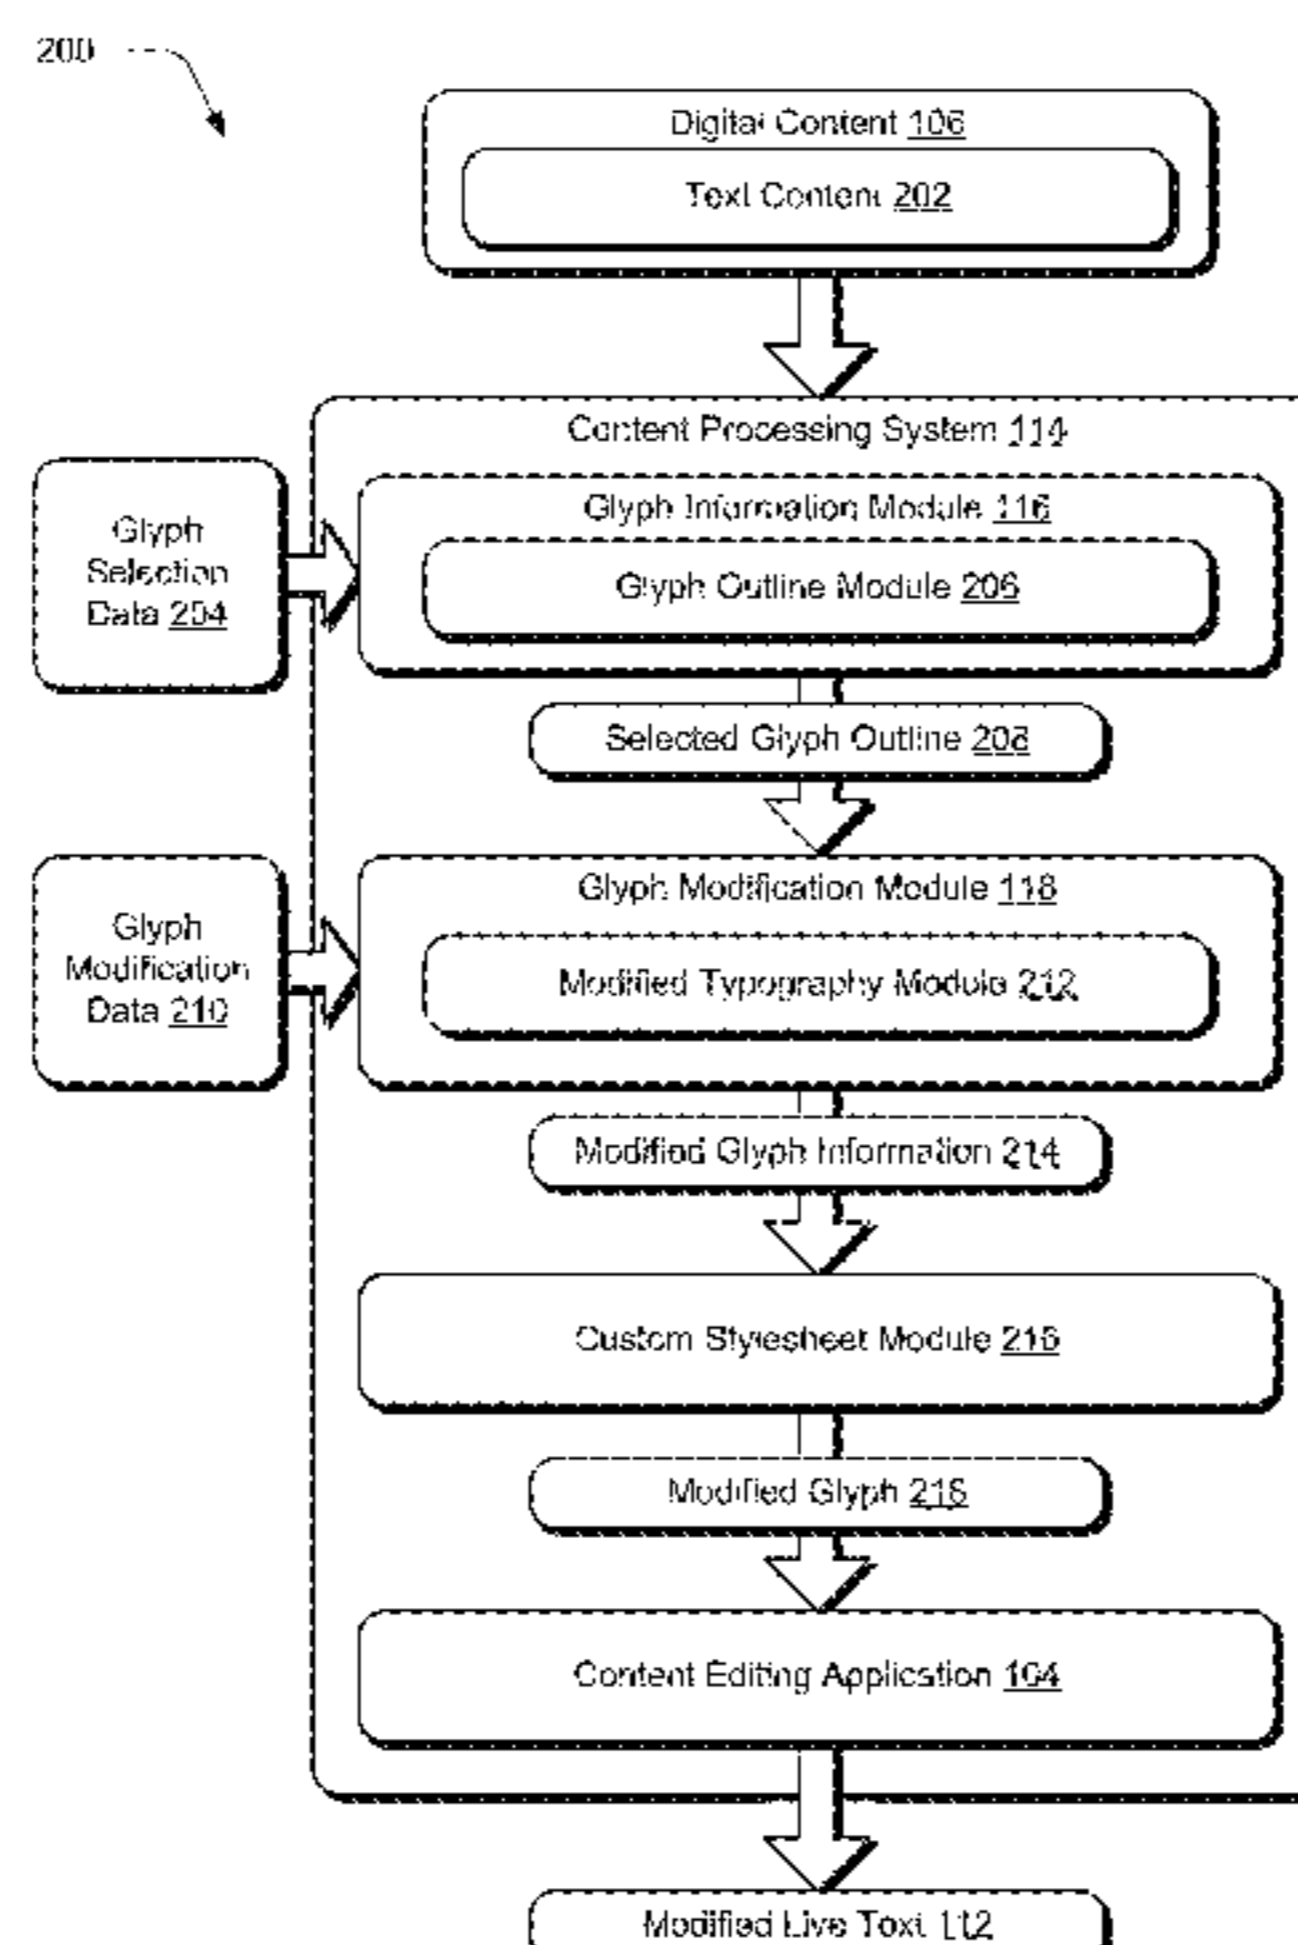 200
Digital Content 106
Text Content 202
Content Processing System 114
Glyph Information Module 116
Glyph Outline Module 206
Glyph
Selection
Data 204
Selected Glyph Outline 208
Glyph Modification Module 118
Modified Typography Module 212
Glyph
Modification
Data 210
Modified Glyph Information 214
Custom Stylesheet Module 216
Modified Glyph 218
Content Editing Application 104
Modified Live Text 112